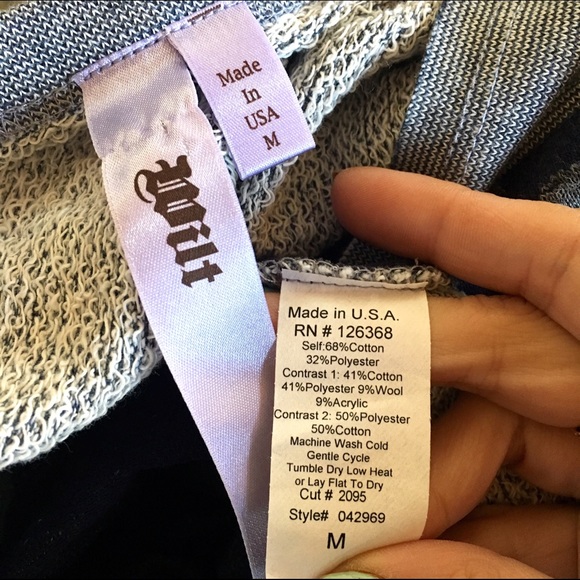 Made
In
USA
M
Wilt
Made in U.S.A.
RN # 126368
Self:68%Cotton
32%Polyester
Contrast 1: 41%Cotton
41%Polyester 9%Wool
9%Acrylic
Contrast 2: 50%Polyester
50%Cotton
Machine Wash Cold
Gentle Cycle
Tumble Dry Low Heat
or Lay Flat To Dry
Cut # 2095
Style# 042969
M